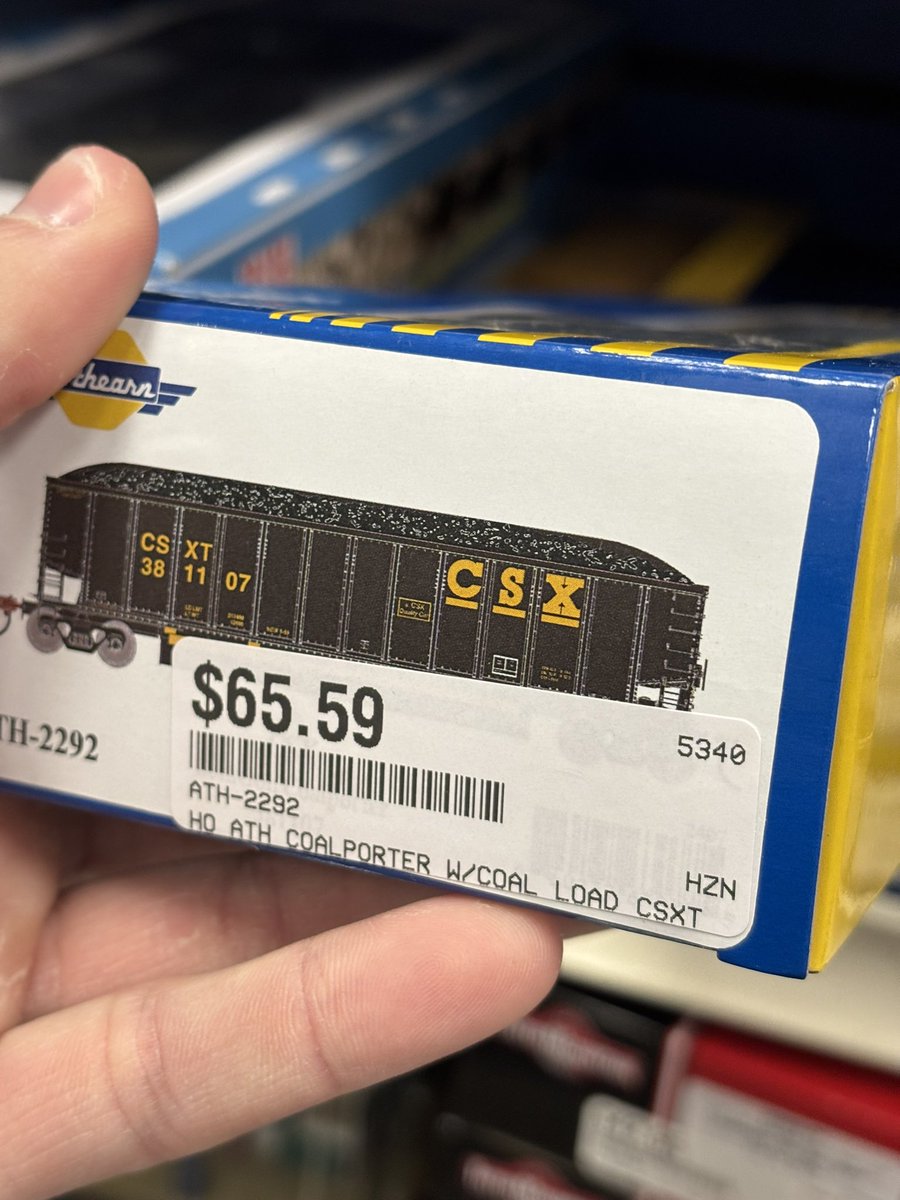 thearn
CS XT
38 11 07
CSX
$65.59
5340
TH-2292
ATH-2292
HO ATH COALPORTER W/COAL LOAD CSXT
HZN